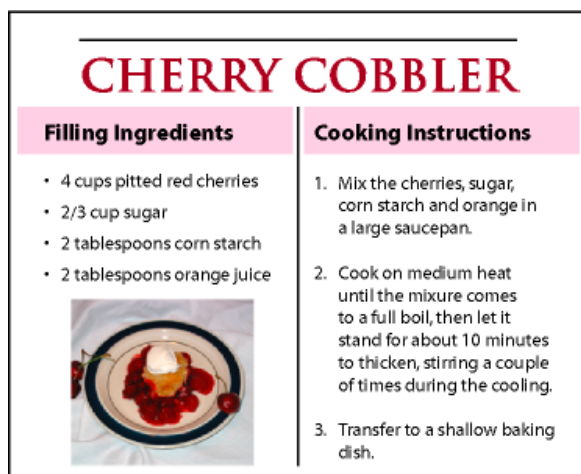 CHERRY COBBLER
Filling Ingredients
• 4 cups pitted red cherries
• 2/3 cup sugar
• 2 tablespoons corn starch
• 2 tablespoons orange juice
Cooking Instructions
1. Mix the cherries, sugar,
corn starch and orange in
a large saucepan.
2. Cook on medium heat
until the mixure comes
to a full boil, then let it
stand for about 10 minutes
to thicken, stirring a couple
of times during the cooling.
3. Transfer to a shallow baking
dish.